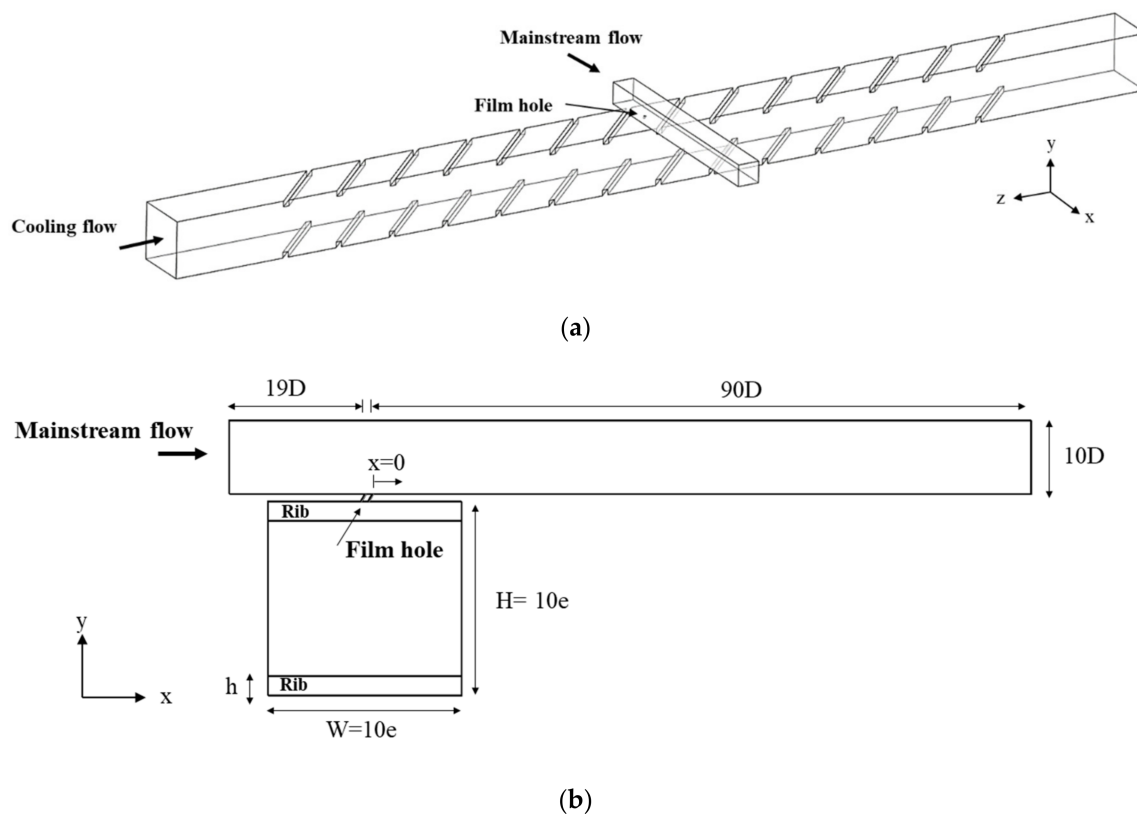 Mainstream flow
Film hole
Cooling flow
y
z
x
(a)
19D
90D
Mainstream flow
x=0
10D
Rib
Film hole
H= 10e
y
x
h
Rib
W=10e
(b)